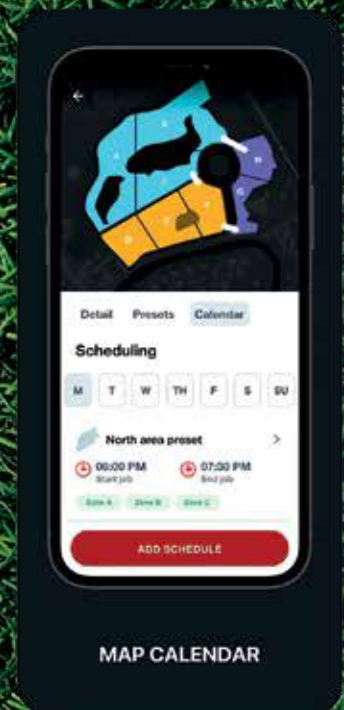 Detail Presets Calendar
Scheduling
M T W TH F S SU
North area preset
06:00 PM 07:30 PM
Start job End job
Zone A Zone B Zone C
ADD SCHEDULE
MAP CALENDAR